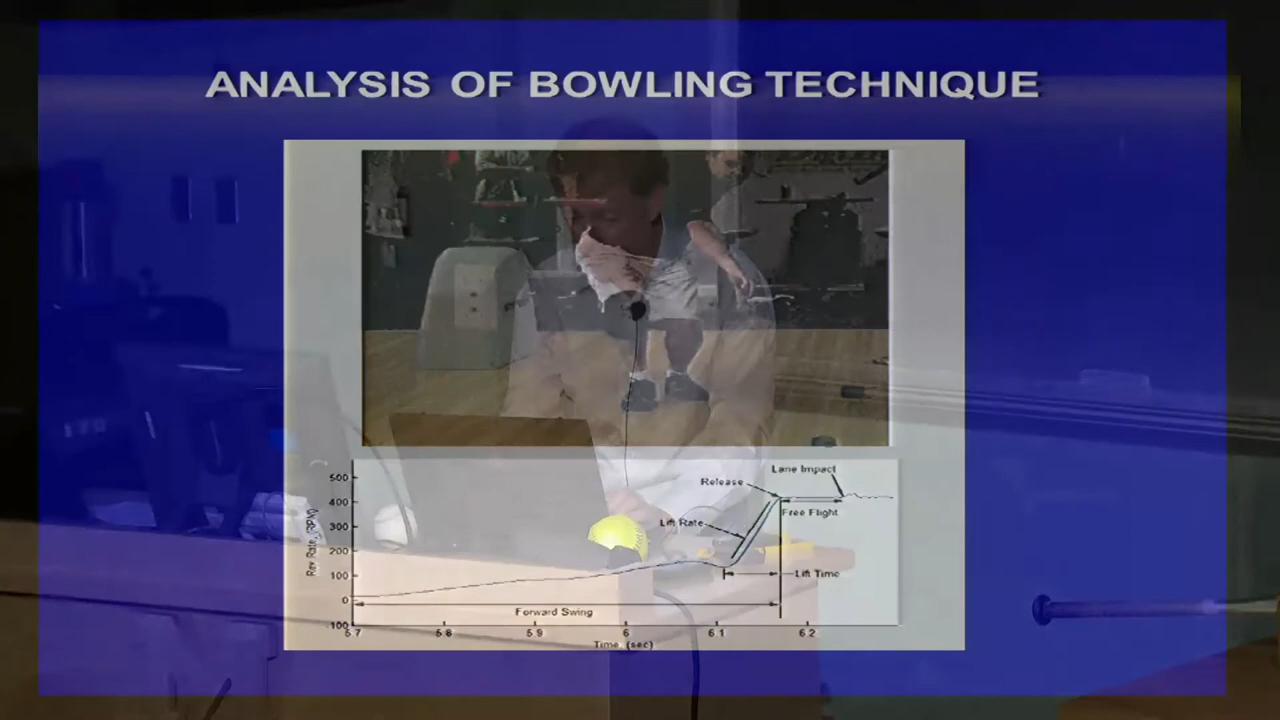 ANALYSIS OF BOWLING TECHNIQUE
Lane Impact
Release
500
400
Free Flight
Lift Rate
300
Rev Rate, (RPM)
200
100
Lift Time
0
Forward Swing
-100
5.7 5.8 5.9 6 6.1 6.2
Time, (sec)